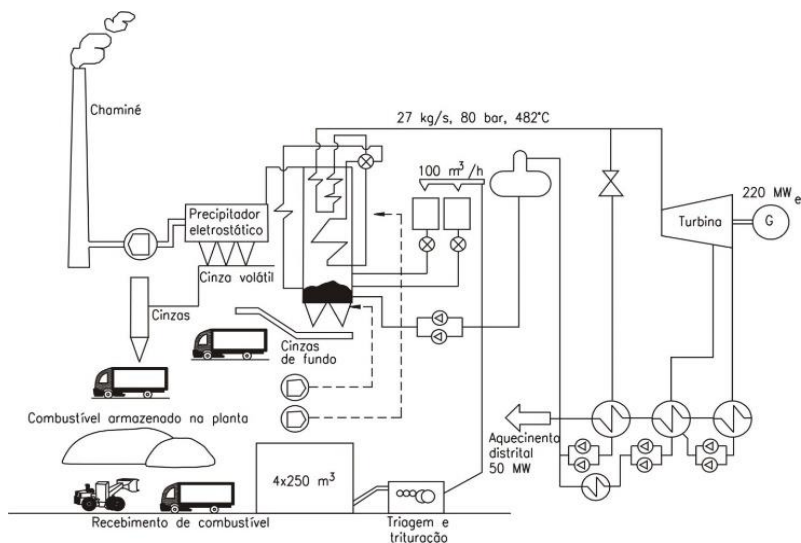 Chaminé
27 kg/s, 80 bar, 482°C
100 m³/h
220 MWe
Precipitador
eletrostático
Turbina
G
Cinza volátil
Cinzas
Cinzas
de fundo
Combustível armazenado na planta
Aquecinento
distrital
50 MW
4x250 m³
Recebimento de combustível
Triagem e
trituração